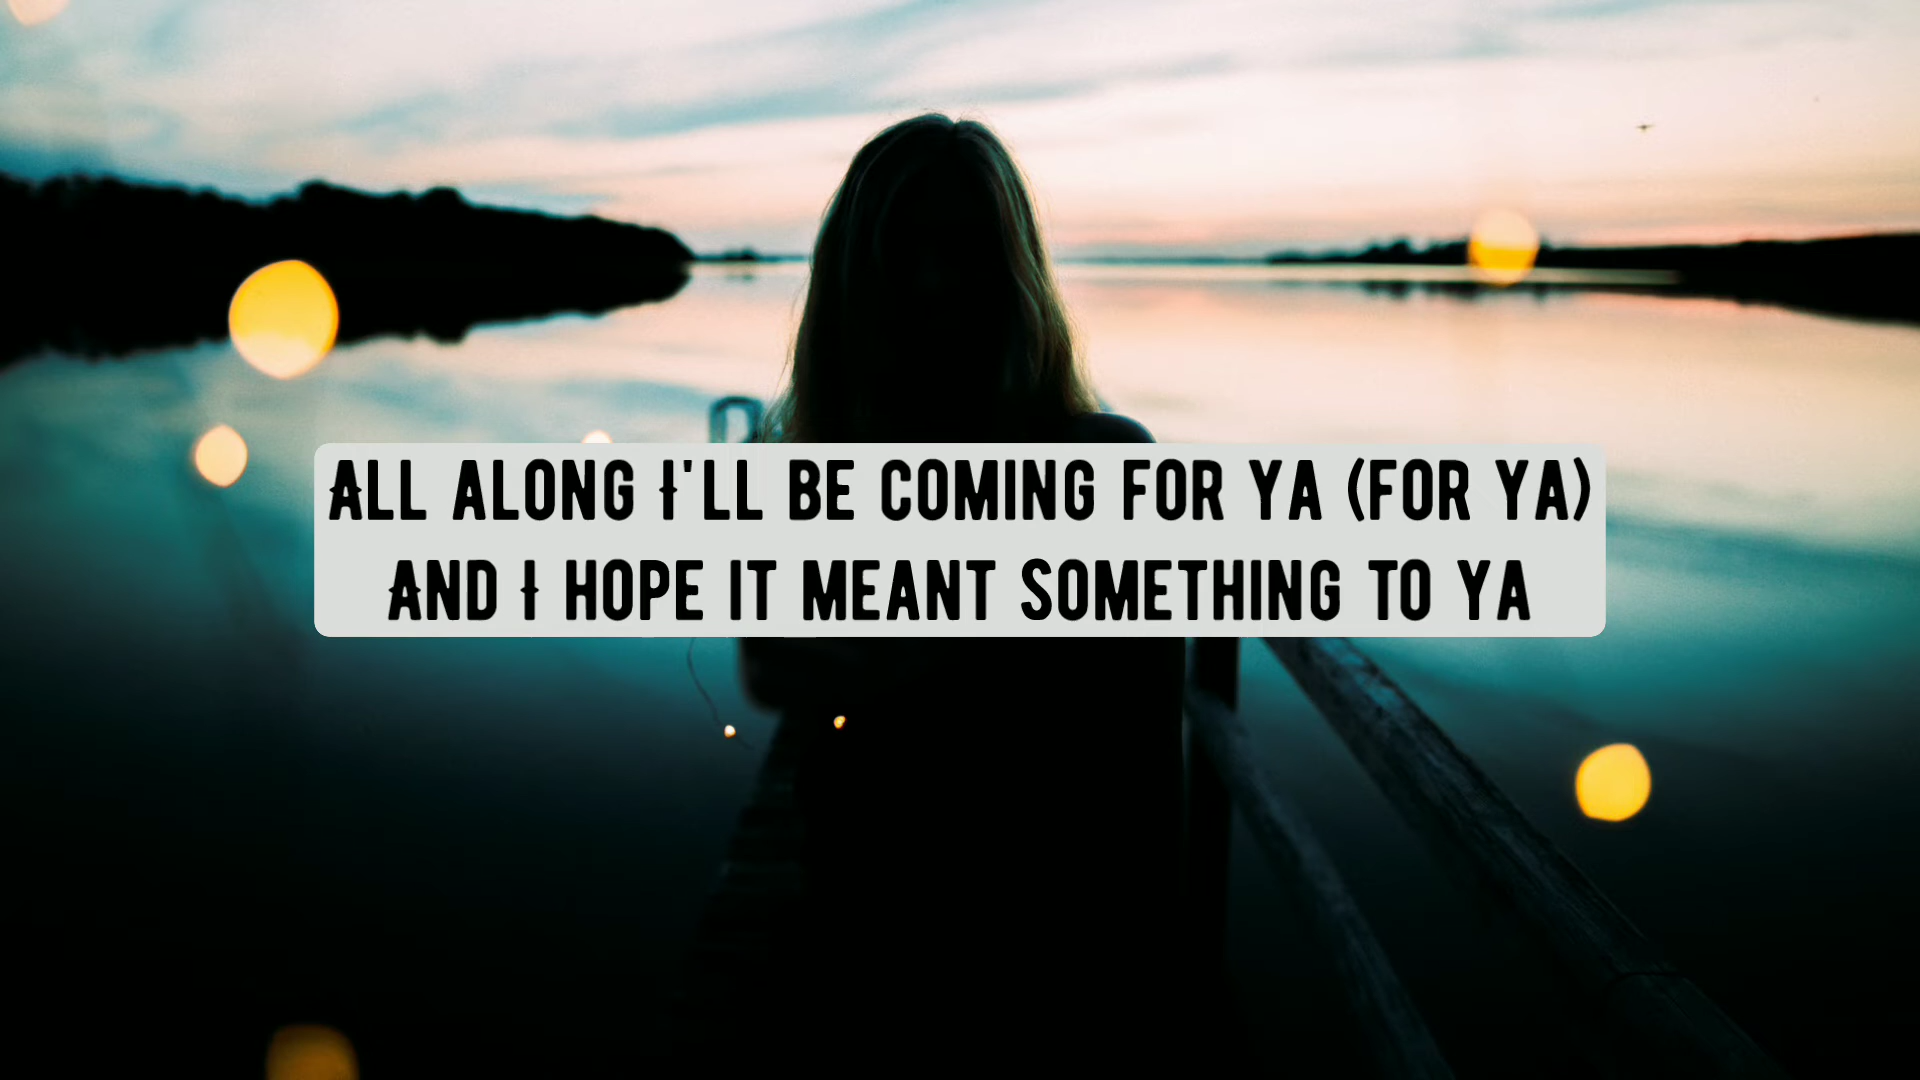 All along I'll be coming for ya (for ya)
And I hope it meant something to ya